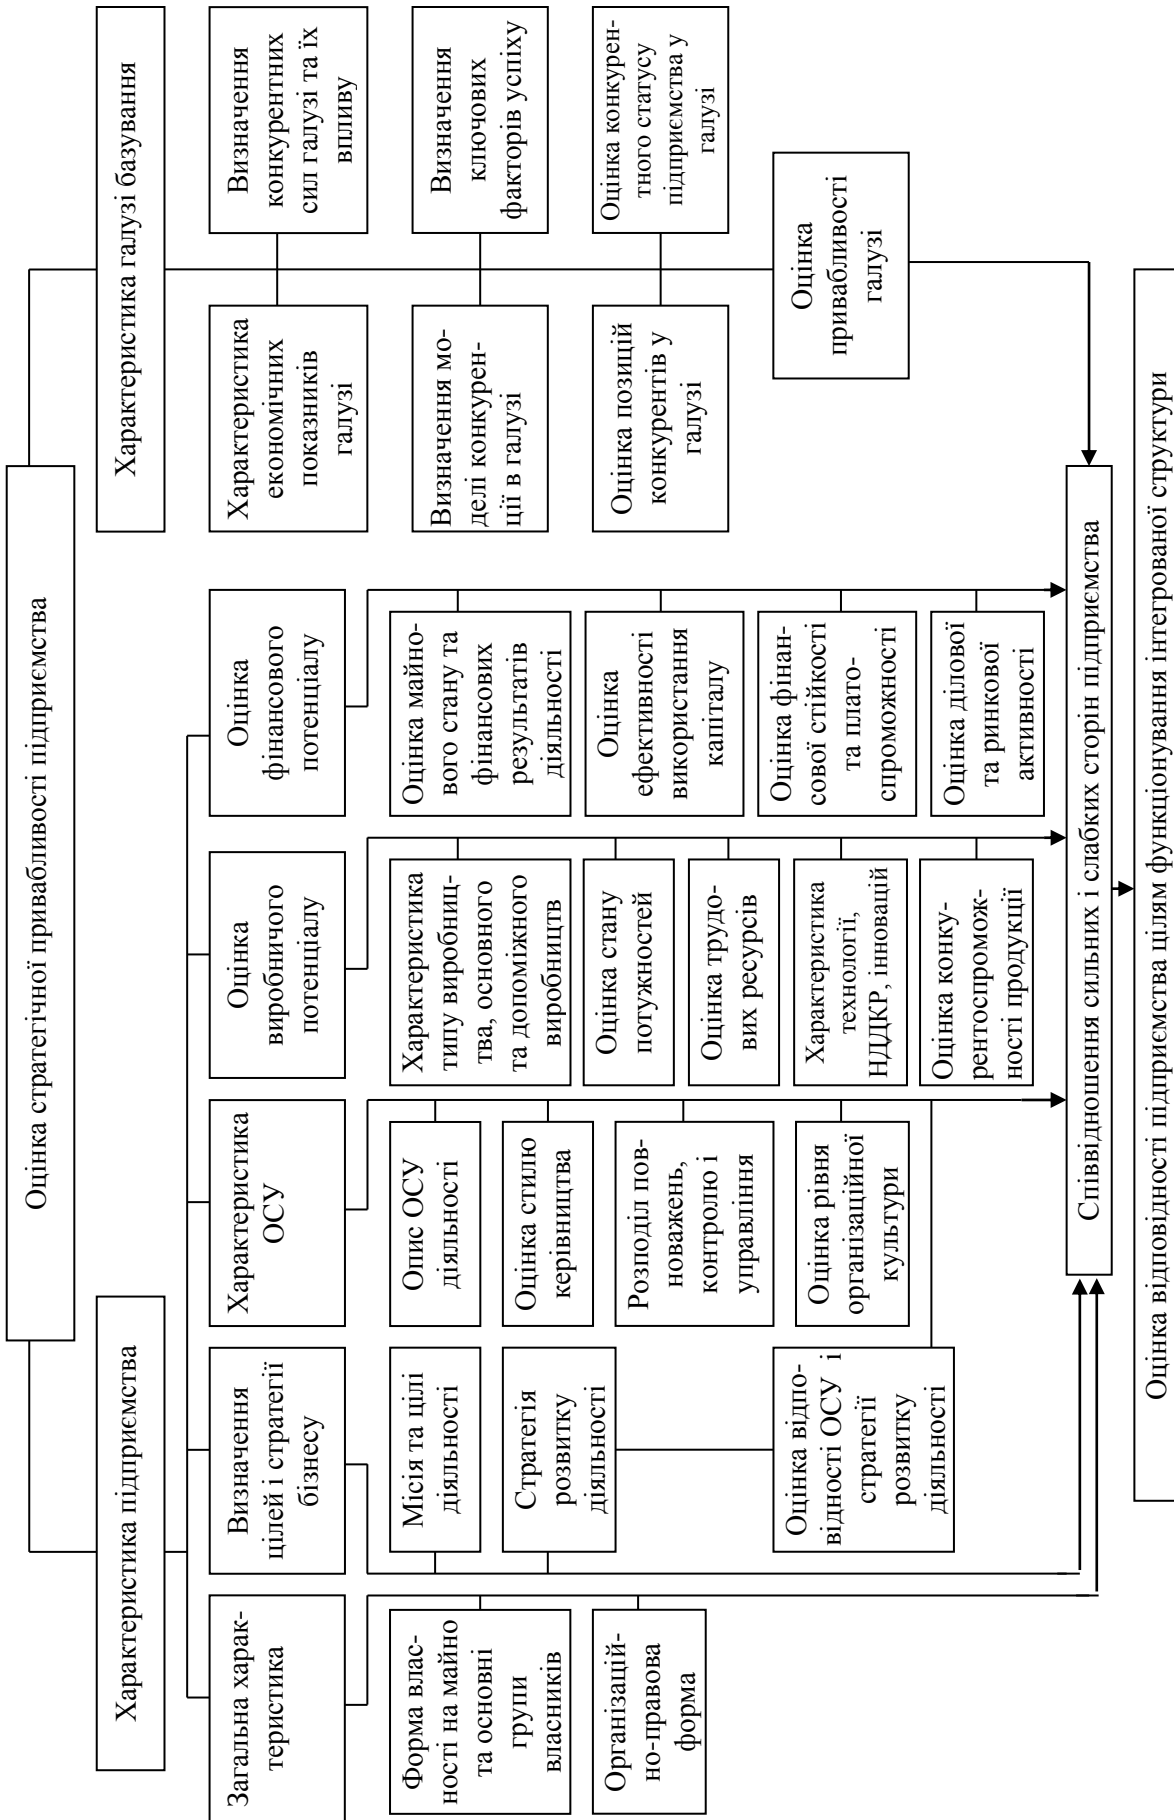 Оцінка стратегічної привабливості підприємства
Характеристика підприємства
Характеристика галузі базування
Загальна харак-
теристика
Визначення
цілей і стратегії
бізнесу
Характеристика
ОСУ
Оцінка
виробничого
потенціалу
Оцінка
фінансового
потенціалу
Характеристика
економічних
показників
галузі
Визначення
конкурентних
сил галузі та їх
впливу
Форма влас-
ності на майно
та основні
групи
власників
Організацій-
но-правова
форма
Місія та цілі
діяльності
Стратегія
розвитку
діяльності
Оцінка відпо-
відності ОСУ і
стратегії
розвитку
діяльності
Опис ОСУ
діяльності
Оцінка стилю
керівництва
Розподіл пов-
новажень,
контролю і
управління
Оцінка рівня
організаційної
культури
Характеристика
типу виробниц-
тва, основного
та допоміжного
виробництв
Оцінка стану
потужностей
Оцінка трудо-
вих ресурсів
Характеристика
технології,
НДДКР, інновацій
Оцінка конку-
рентоспромож-
ності продукції
Оцінка майно-
вого стану та
фінансових
результатів
діяльності
Оцінка
ефективності
використання
капіталу
Оцінка фінан-
сової стійкості
та плато-
спроможності
Оцінка ділової
та ринкової
активності
Визначення мо-
делі конкурен-
ції в галузі
Визначення
ключових
факторів успіху
Оцінка позицій
конкурентів у
галузі
Оцінка конкурен-
тного статусу
підприємства у
галузі
Оцінка
привабливості
галузі
Співвідношення сильних і слабких сторін підприємства
Оцінка відповідності підприємства цілям функціонування інтегрованої структури